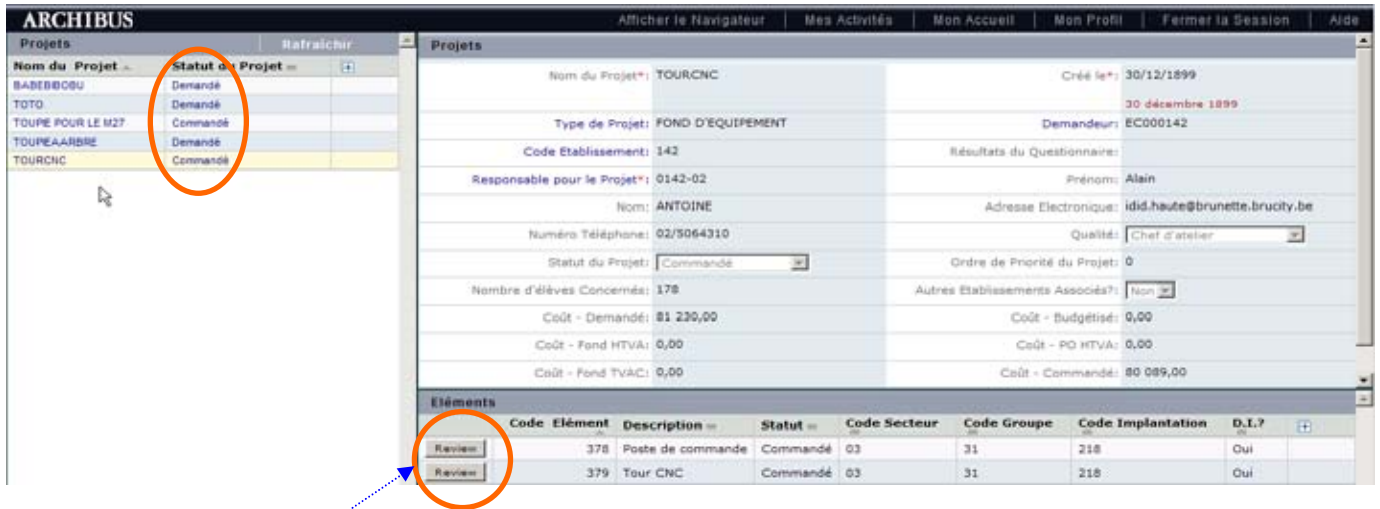 ARCHIBUS Afficher le Navigateur | Mes Activités | Mon Accueil | Mon Profil | Fermer la Session | Aide
Projets Rafraîchir
Nom du Projet Statut du Projet
BABEBIBOBU Demandé
TOTO Demandé
TOUPIE POUR LE M27 Commandé
TOUPIEAARBRE Demandé
TOURCNC Commandé
Projets
Nom du Projet*: TOURCNC Créé le*: 30/12/1899
30 décembre 1899
Type de Projet: FOND D'EQUIPEMENT Demandeur: EC000142
Code Etablissement: 142 Résultats du Questionnaire:
Responsable pour le Projet*: 0142-02 Prénom: Alain
Nom: ANTOINE Adresse Electronique: idid.haute@brunette.brucity.be
Numéro Téléphone: 02/5064310 Qualité: Chef d'atelier
Statut du Projet: Commandé Ordre de Priorité du Projet: 0
Nombre d'élèves Concernés: 178 Autres Etablissements Associés?: Non
Coût - Demandé: 81 230,00 Coût - Budgétisé: 0,00
Coût - Fond HTVA: 0,00 Coût - PO HTVA: 0,00
Coût - Fond TVAC: 0,00 Coût - Commandé: 80 089,00
Eléments
Code Elément Description Statut Code Secteur Code Groupe Code Implantation D.I.?
Review 378 Poste de commande Commandé 03 31 218 Oui
Review 379 Tour CNC Commandé 03 31 218 Oui